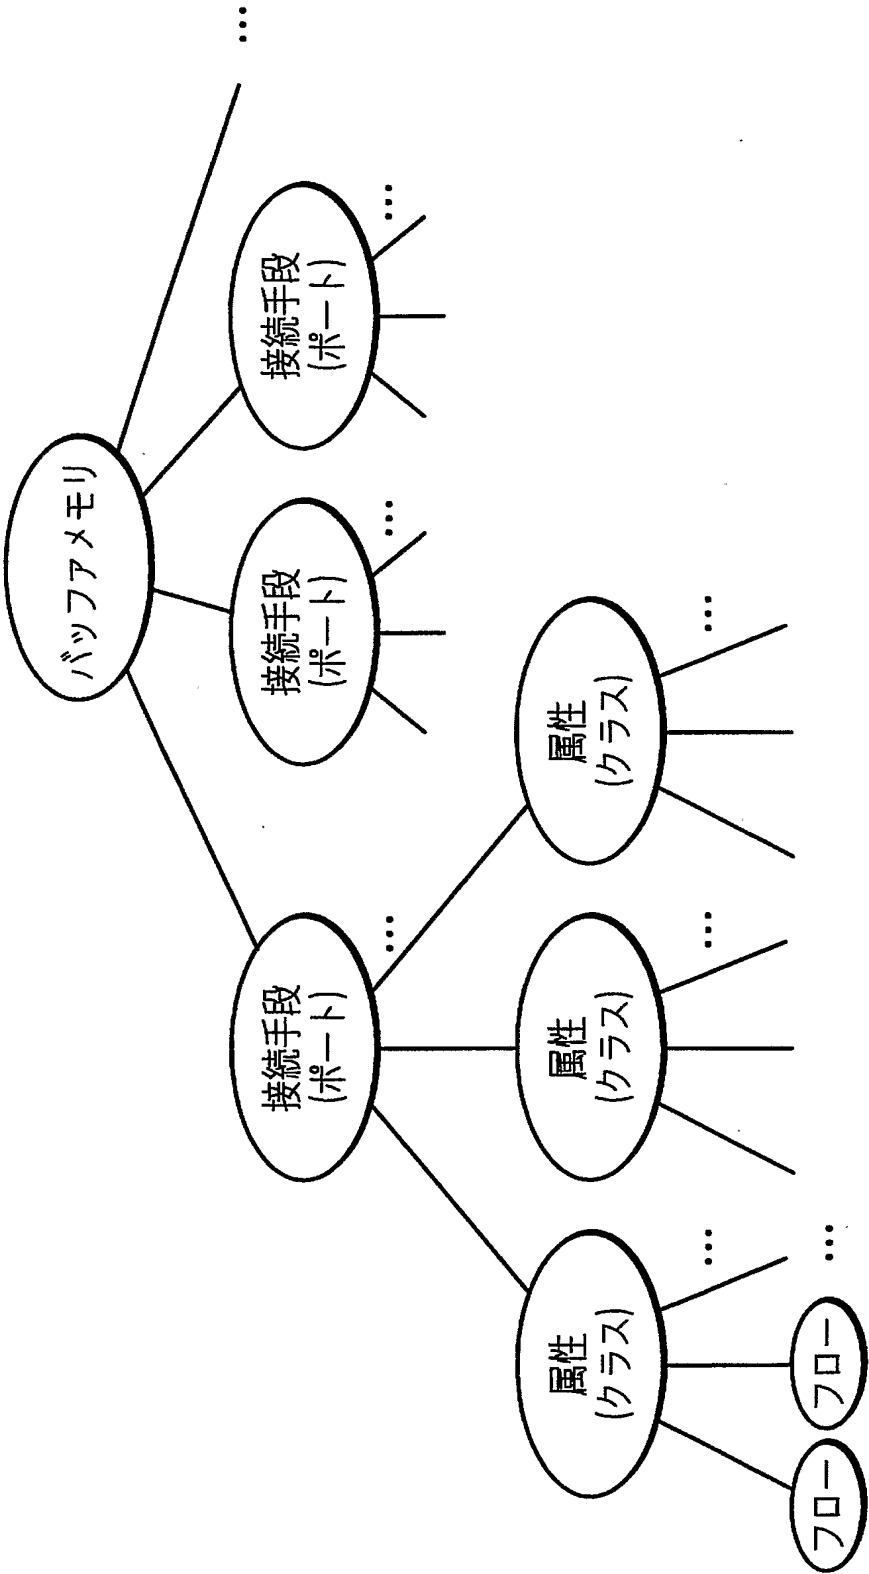 バッファメモリ
...
接続手段
(ポート)
...
接続手段
(ポート)
...
接続手段
(ポート)
...
属性
(クラス)
...
属性
(クラス)
...
属性
(クラス)
...
フロー
フロー
...